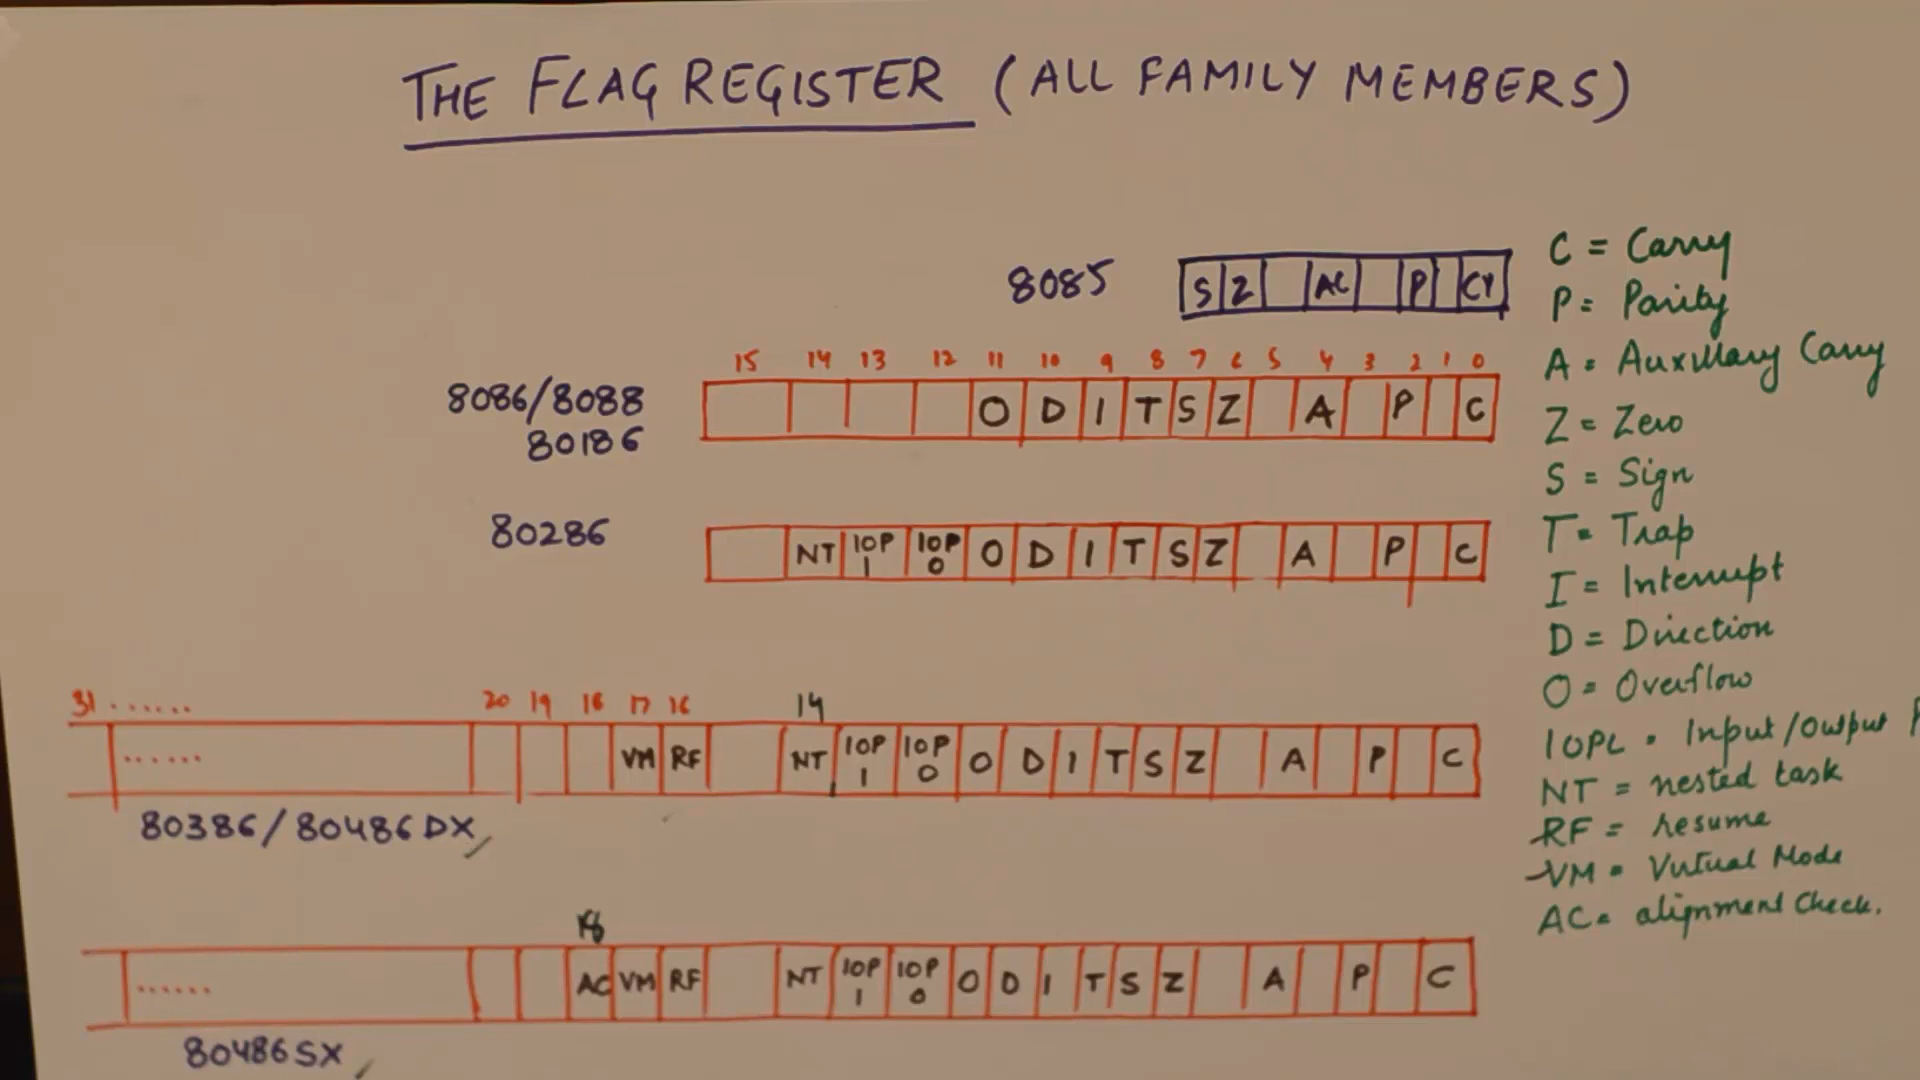 THE FLAG REGISTER (ALL FAMILY MEMBERS)
8085 S Z AC P CY
15 14 13 12 11 10 9 8 7 6 5 4 3 2 1 0
8086/8088 O D I T S Z A P C
80186
80286 NT IOP 1 IOP 0 O D I T S Z A P C
31 ...... 20 19 18 17 16 14
...... VM RF NT IOP 1 IOP 0 O D I T S Z A P C
80386/80486DX
18
...... AC VM RF NT IOP 1 IOP 0 O D I T S Z A P C
80486SX
C = Carry
P = Parity
A = Auxillary Carry
Z = Zero
S = Sign
T = Trap
I = Interrupt
D = Direction
O = Overflow
IOPL = Input/Output
NT = nested task
RF = resume
VM = Virtual Mode
AC = alignment Check.